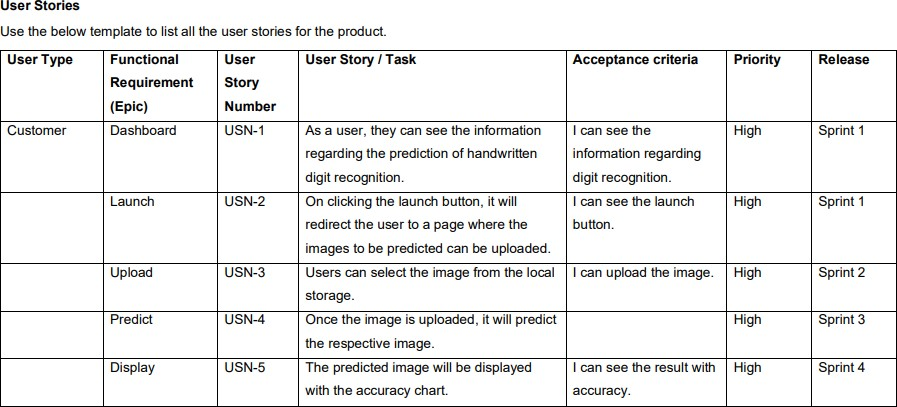 User Stories
Use the below template to list all the user stories for the product.
User Type
Functional
Requirement
(Epic)
User
Story
Number
User Story / Task
Acceptance criteria
Priority
Release
Customer
Dashboard
USN-1
As a user, they can see the information
regarding the prediction of handwritten
digit recognition.
I can see the
information regarding
digit recognition.
High
Sprint 1
Launch
USN-2
On clicking the launch button, it will
redirect the user to a page where the
images to be predicted can be uploaded.
I can see the launch
button.
High
Sprint 1
Upload
USN-3
Users can select the image from the local
storage.
I can upload the image.
High
Sprint 2
Predict
USN-4
Once the image is uploaded, it will predict
the respective image.
High
Sprint 3
Display
USN-5
The predicted image will be displayed
with the accuracy chart.
I can see the result with
accuracy.
High
Sprint 4